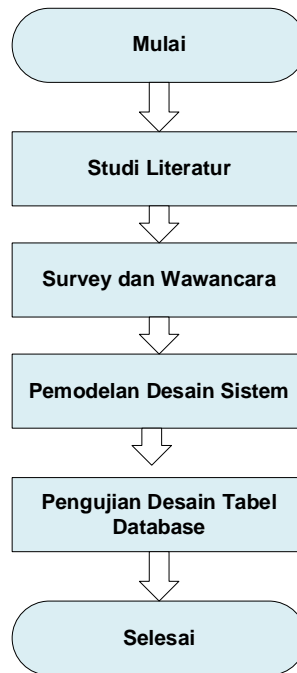 Mulai
Studi Literatur
Survey dan Wawancara
Pemodelan Desain Sistem
Pengujian Desain Tabel
Database
Selesai